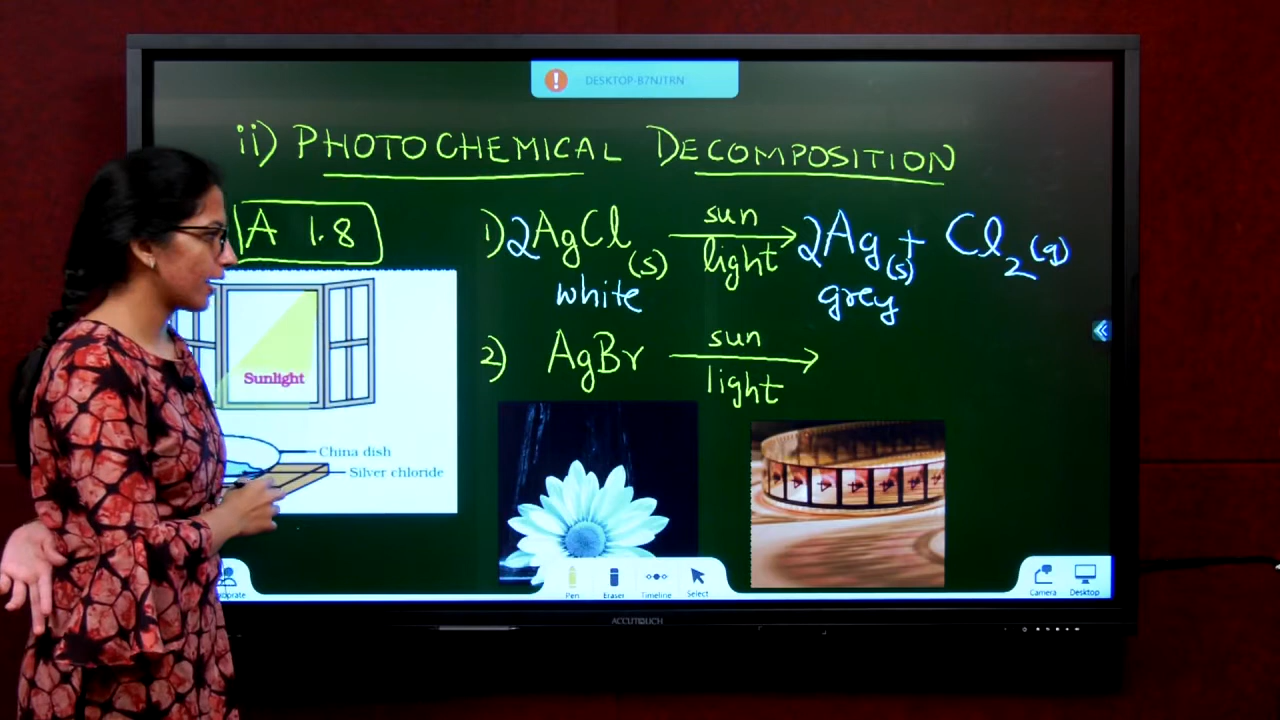 DESKTOP-B7NJTRN
ii) PHOTOCHEMICAL DECOMPOSITION
A 1.8
1) 2AgCl(s) sun light → 2Ag(s) + Cl2(g)
white grey
2) AgBr sun light →
Sunlight
China dish
Silver chloride
Pen Eraser Timeline Select
Camera Desktop
ACCUTOUCH